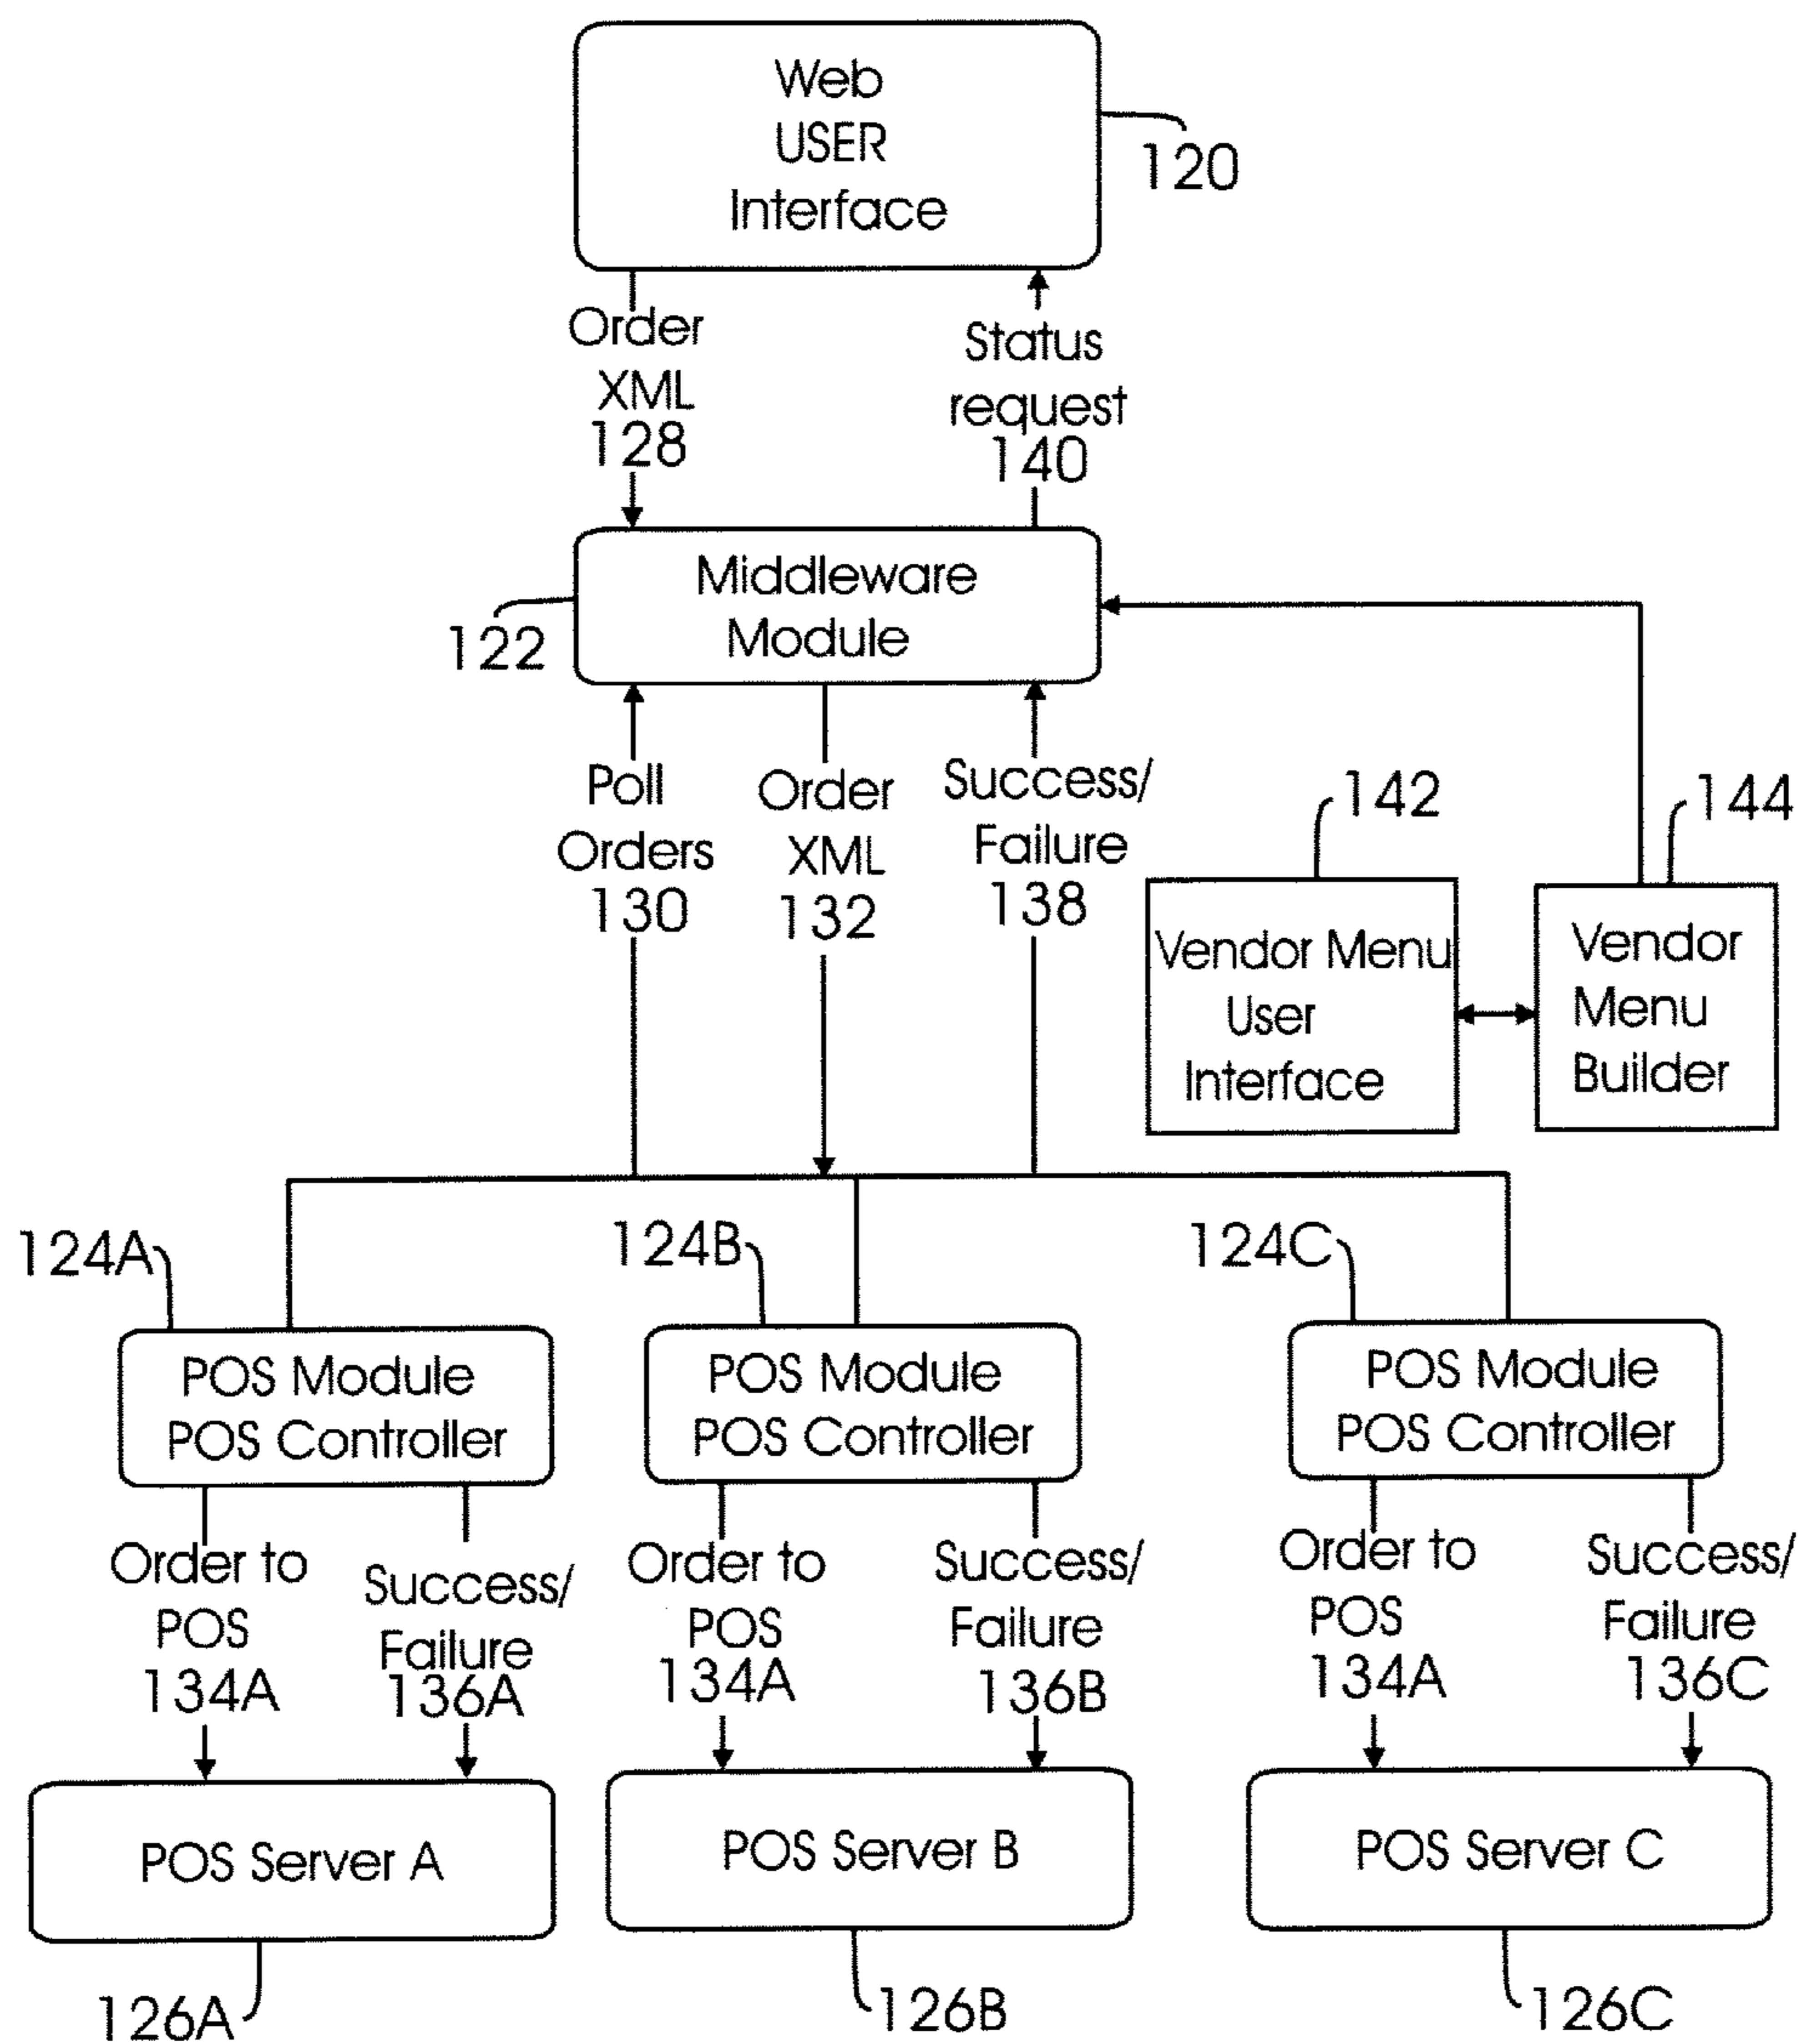 Web
USER
Interface
120
Order
XML
128
Status
request
140
Middleware
Module
122
Poll
Orders
130
Order
XML
132
Success/
Failure
138
142
144
Vendor Menu
User
Interface
Vendor
Menu
Builder
124A
124B
124C
POS Module
POS Controller
POS Module
POS Controller
POS Module
POS Controller
Order to
POS
134A
Success/
Failure
136A
Order to
POS
134A
Success/
Failure
136B
Order to
POS
134A
Success/
Failure
136C
POS Server A
POS Server B
POS Server C
126A
126B
126C